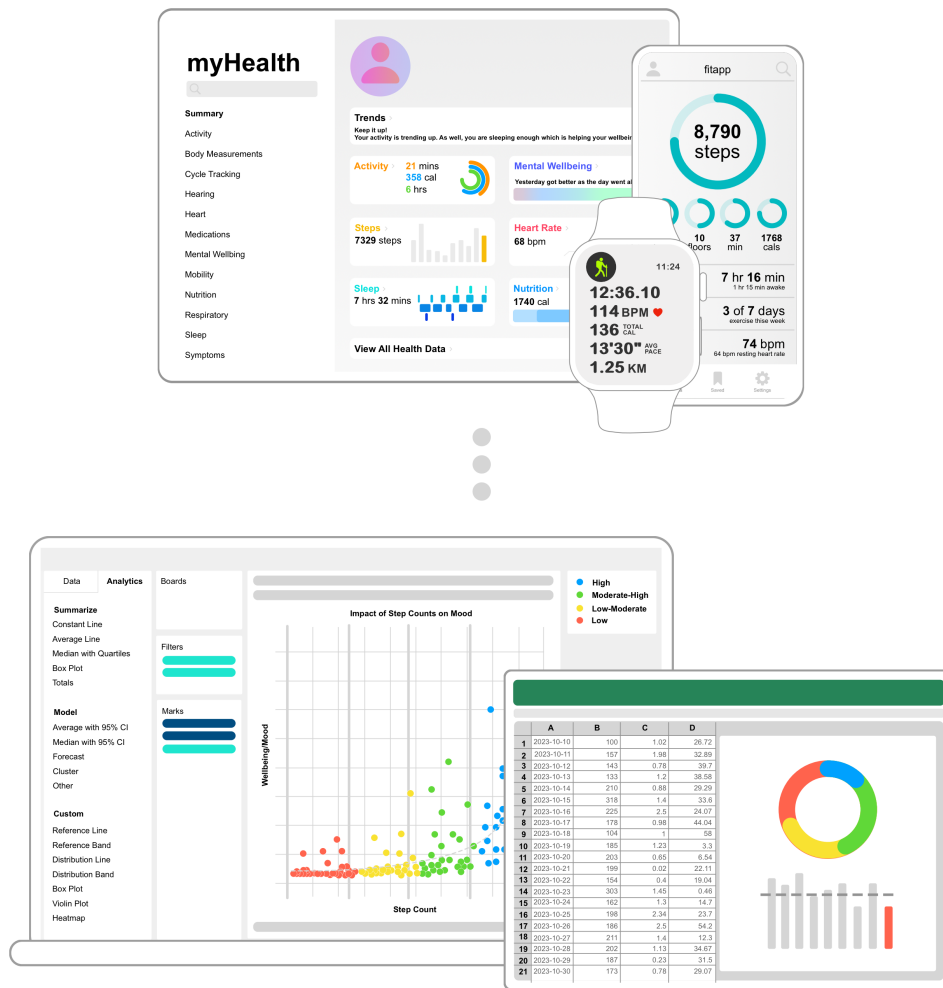 myHealth
Summary
Activity
Body Measurements
Cycle Tracking
Hearing
Heart
Medications
Mental Wellbing
Mobility
Nutrition
Respiratory
Sleep
Symptoms
Trends
Keep it up!
Your activity is trending up. As well, you are sleeping enough which is helping your wellbein
Activity 21 mins
358 cal
6 hrs
Mental Wellbeing
Yesterday got better as the day went al
Steps
7329 steps
Heart Rate
68 bpm
Sleep
7 hrs 32 mins
Nutrition
1740 cal
View All Health Data
fitapp
8,790
steps
10 37 1768
loors min cals
7 hr 16 min
1 hr 15 min awake
3 of 7 days
exercise thise week
74 bpm
64 bpm resting heart rate
Saved Settings
11:24
12:36.10
114 BPM
136 TOTAL CAL
13'30" AVG PACE
1.25 KM
Data Analytics Boards
Summarize
Constant Line
Average Line
Median with Quartiles
Box Plot
Totals
Model
Average with 95% CI
Median with 95% CI
Forecast
Cluster
Other
Custom
Reference Line
Reference Band
Distribution Line
Distribution Band
Box Plot
Violin Plot
Heatmap
Filters
Marks
Impact of Step Counts on Mood
Wellbeing/Mood
Step Count
High
Moderate-High
Low-Moderate
Low
A B C D
1 2023-10-10 100 1.02 26.72
2 2023-10-11 157 1.98 32.89
3 2023-10-12 143 0.78 39.7
4 2023-10-13 133 1.2 38.58
5 2023-10-14 210 0.88 29.29
6 2023-10-15 318 1.4 33.6
7 2023-10-16 225 2.5 24.07
8 2023-10-17 178 0.98 44.04
9 2023-10-18 104 1 58
10 2023-10-19 185 1.23 3.3
11 2023-10-20 203 0.65 6.54
12 2023-10-21 199 0.02 22.11
13 2023-10-22 154 0.4 19.04
14 2023-10-23 303 1.45 0.46
15 2023-10-24 162 1.3 14.7
16 2023-10-25 198 2.34 23.7
17 2023-10-26 186 2.5 54.2
18 2023-10-27 211 1.4 12.3
19 2023-10-28 202 1.13 34.67
20 2023-10-29 187 0.23 31.5
21 2023-10-30 173 0.78 29.07